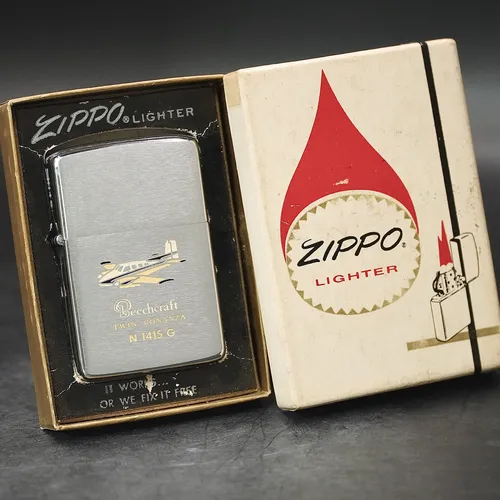 ZIPPO® LIGHTER
Beechcraft
TWIN BONANZA
N 1415 G
IT WORKS...
OR WE FIX IT FREE
ZIPPO®
LIGHTER